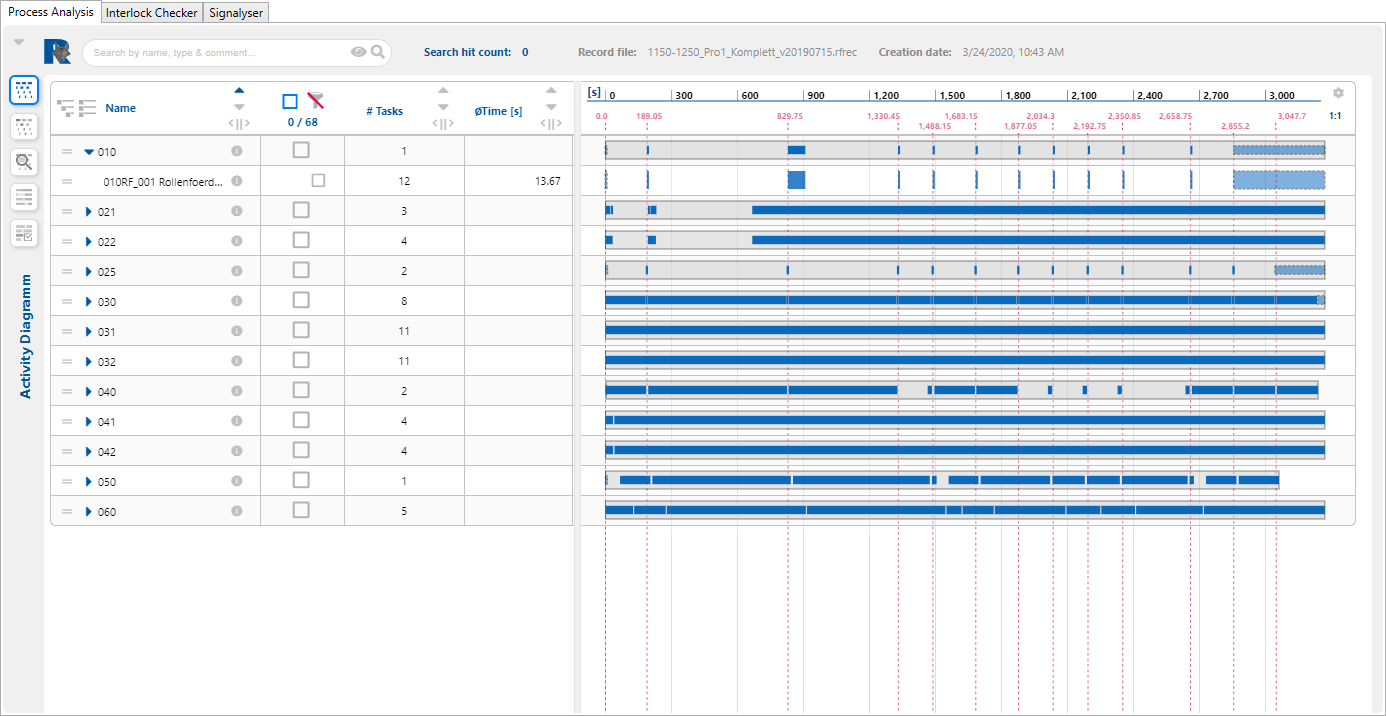 Process Analysis Interlock Checker Signalyser
R Search by name, type & comment... Search hit count: 0 Record file: 1150-1250_Pro1_Komplett_v20190715.rfrec Creation date: 3/24/2020, 10:43 AM
Name 0 / 68 # Tasks øTime [s]
[s] 0 300 600 900 1,200 1,500 1,800 2,100 2,400 2,700 3,000
0.0 189.05 829.75 1,330.45 1,683.15 2,034.3 2,350.85 2,658.75 3,047.7 1:1
1,488.15 1,877.05 2,192.75 2,855.2
010 1
010RF_001 Rollenfoerd... 12 13.67
021 3
022 4
025 2
030 8
031 11
032 11
040 2
041 4
042 4
050 1
060 5
Activity Diagramm